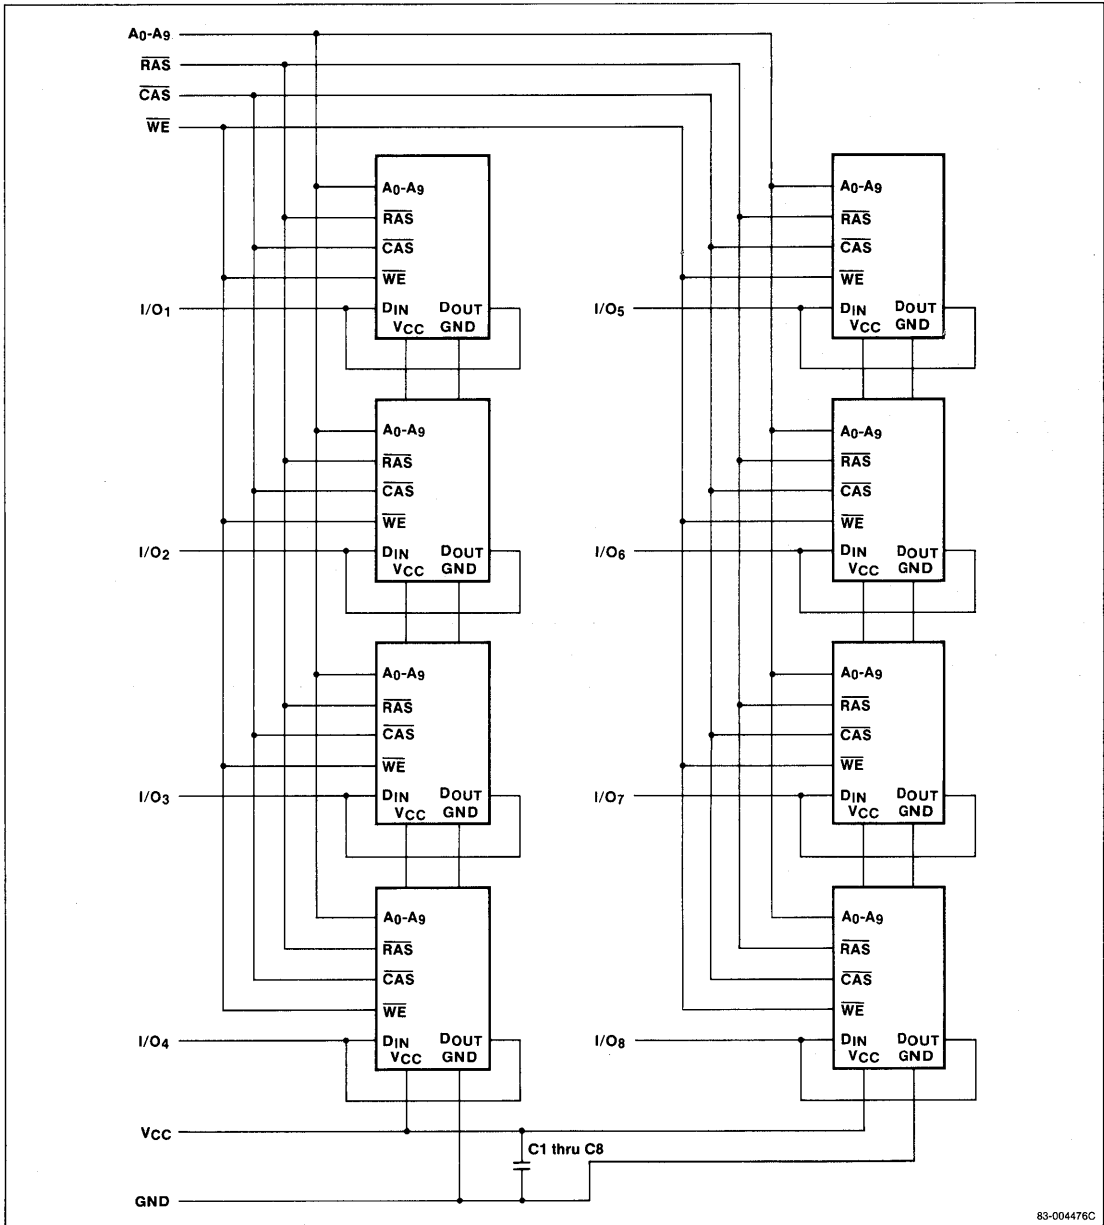 A0-A9
RAS
CAS
WE
A0-A9
RAS
CAS
WE
I/O1
DIN DOUT
VCC GND
A0-A9
RAS
CAS
WE
I/O5
DIN DOUT
VCC GND
A0-A9
RAS
CAS
WE
I/O2
DIN DOUT
VCC GND
A0-A9
RAS
CAS
WE
I/O6
DIN DOUT
VCC GND
A0-A9
RAS
CAS
WE
I/O3
DIN DOUT
VCC GND
A0-A9
RAS
CAS
WE
I/O7
DIN DOUT
VCC GND
A0-A9
RAS
CAS
WE
I/O4
DIN DOUT
VCC GND
A0-A9
RAS
CAS
WE
I/O8
DIN DOUT
VCC GND
VCC
C1 thru C8
GND
83-004476C